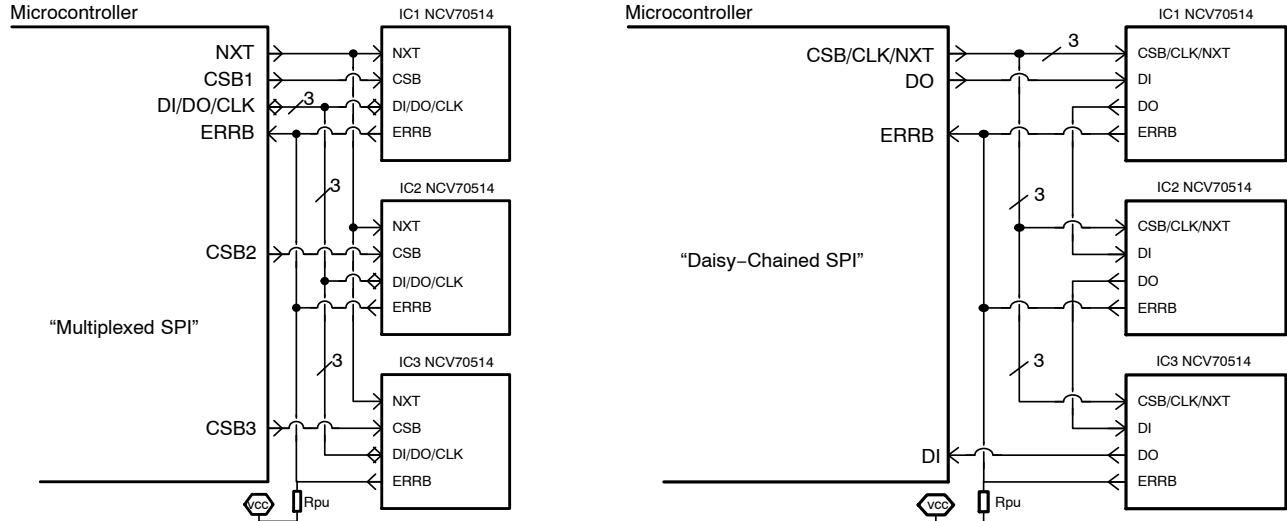 Microcontroller
IC1 NCV70514
NXT
CSB1
DI/DO/CLK
ERRB
3
NXT
CSB
DI/DO/CLK
ERRB
3
IC2 NCV70514
CSB2
NXT
CSB
DI/DO/CLK
ERRB
“Multiplexed SPI”
3
IC3 NCV70514
CSB3
NXT
CSB
DI/DO/CLK
ERRB
VCC
Rpu
Microcontroller
IC1 NCV70514
CSB/CLK/NXT
DO
ERRB
3
CSB/CLK/NXT
DI
DO
ERRB
3
IC2 NCV70514
CSB/CLK/NXT
DI
DO
ERRB
“Daisy−Chained SPI”
3
IC3 NCV70514
CSB/CLK/NXT
DI
DO
ERRB
DI
VCC
Rpu